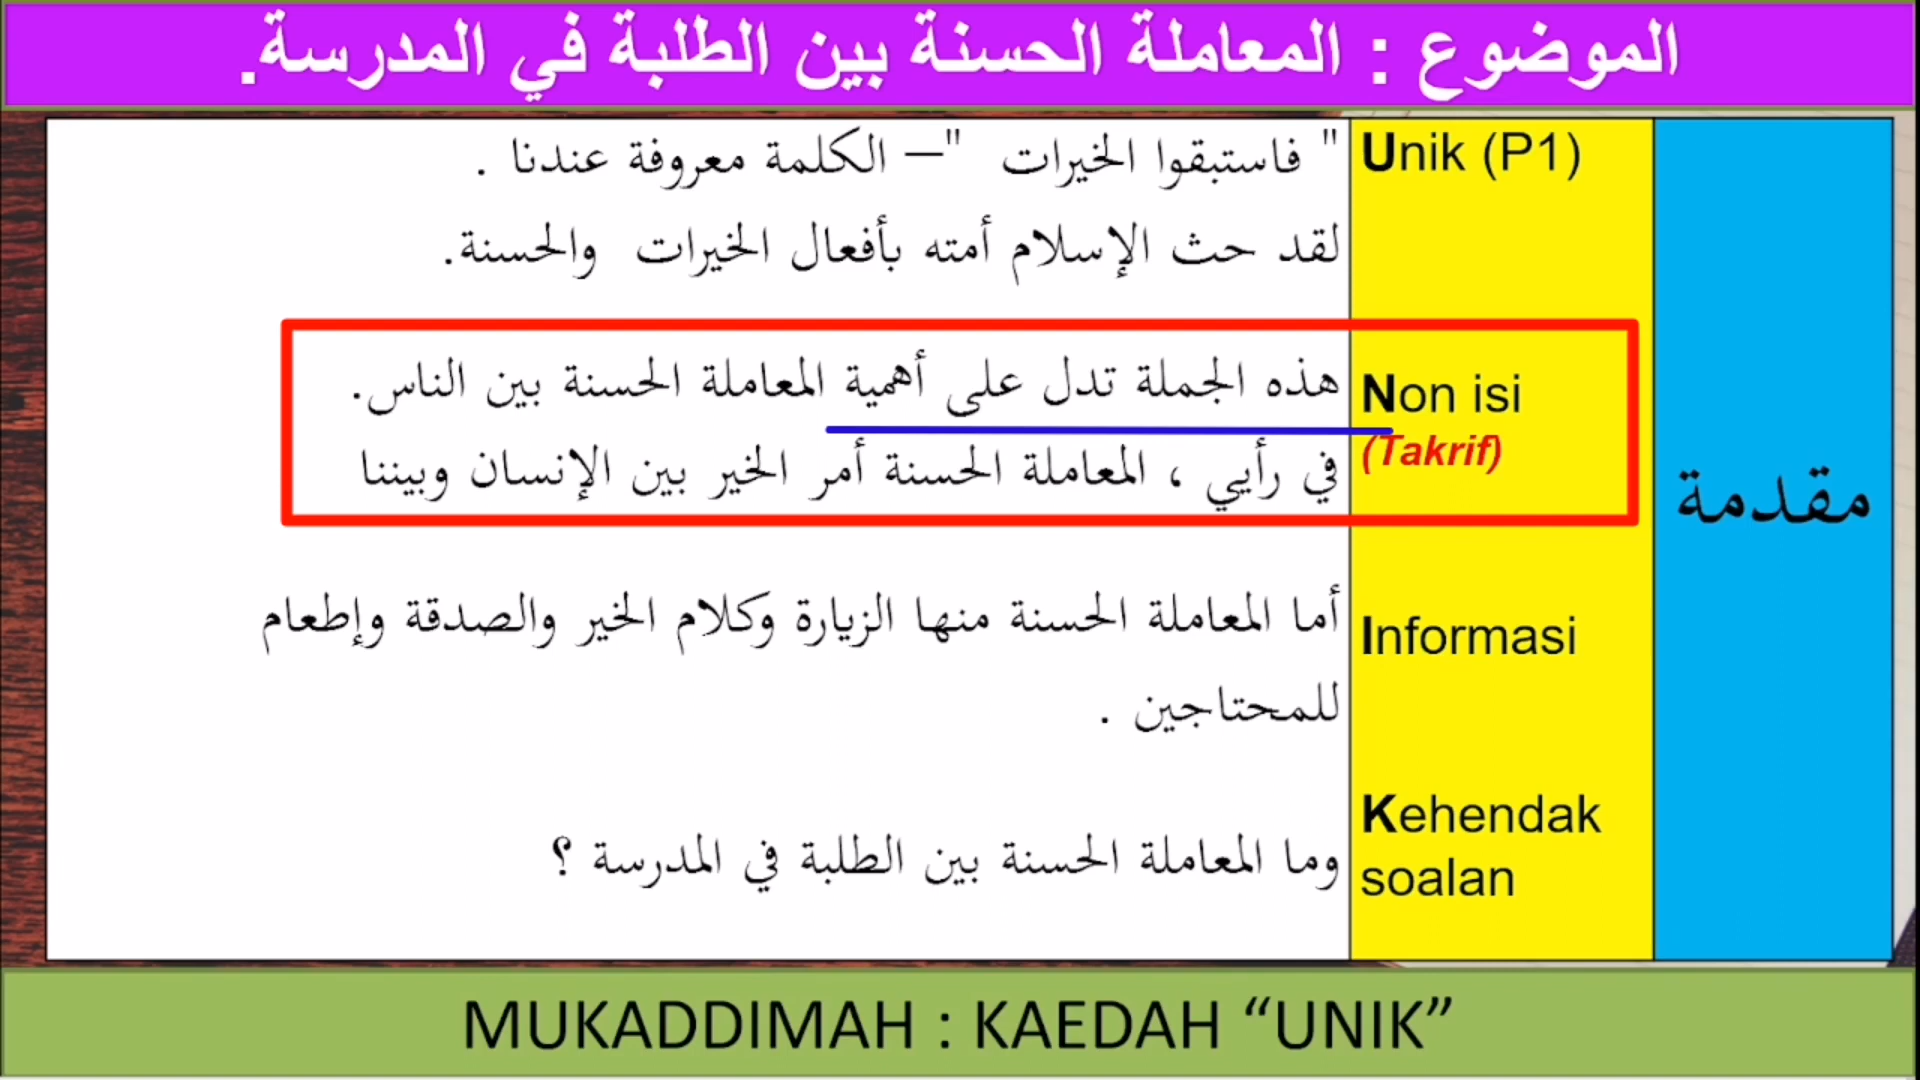 الموضوع : المعاملة الحسنة بين الطلبة في المدرسة.
مقدمة
Unik (P1)
" فاستبقوا الخيرات "– الكلمة معروفة عندنا .
لقد حث الإسلام أمته بأفعال الخيرات والحسنة.
Non isi
(Takrif)
هذه الجملة تدل على أهمية المعاملة الحسنة بين الناس.
في رأيي ، المعاملة الحسنة أمر الخير بين الإنسان وبيننا
Informasi
أما المعاملة الحسنة منها الزيارة وكلام الخير والصدقة وإطعام
للمحتاجين .
Kehendak
soalan
وما المعاملة الحسنة بين الطلبة في المدرسة ؟
MUKADDIMAH : KAEDAH “UNIK”